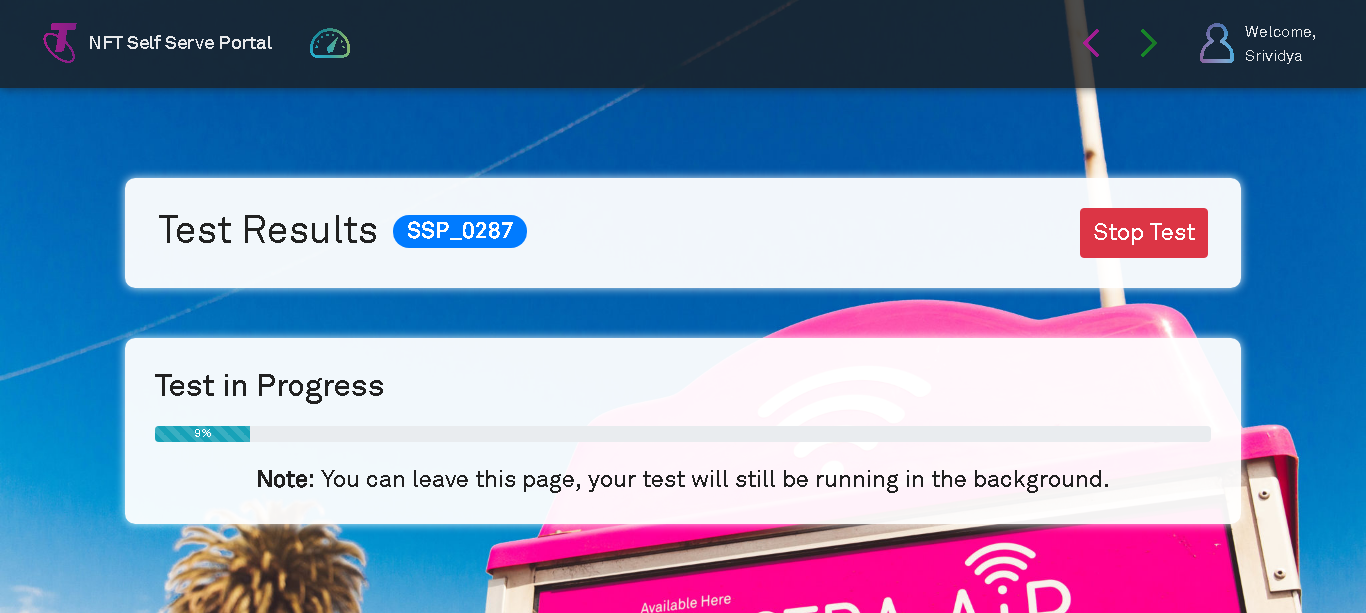 NFT Self Serve Portal
Welcome,
Srividya
Test Results SSP_0287
Stop Test
Test in Progress
9%
Note: You can leave this page, your test will still be running in the background.
Available Here